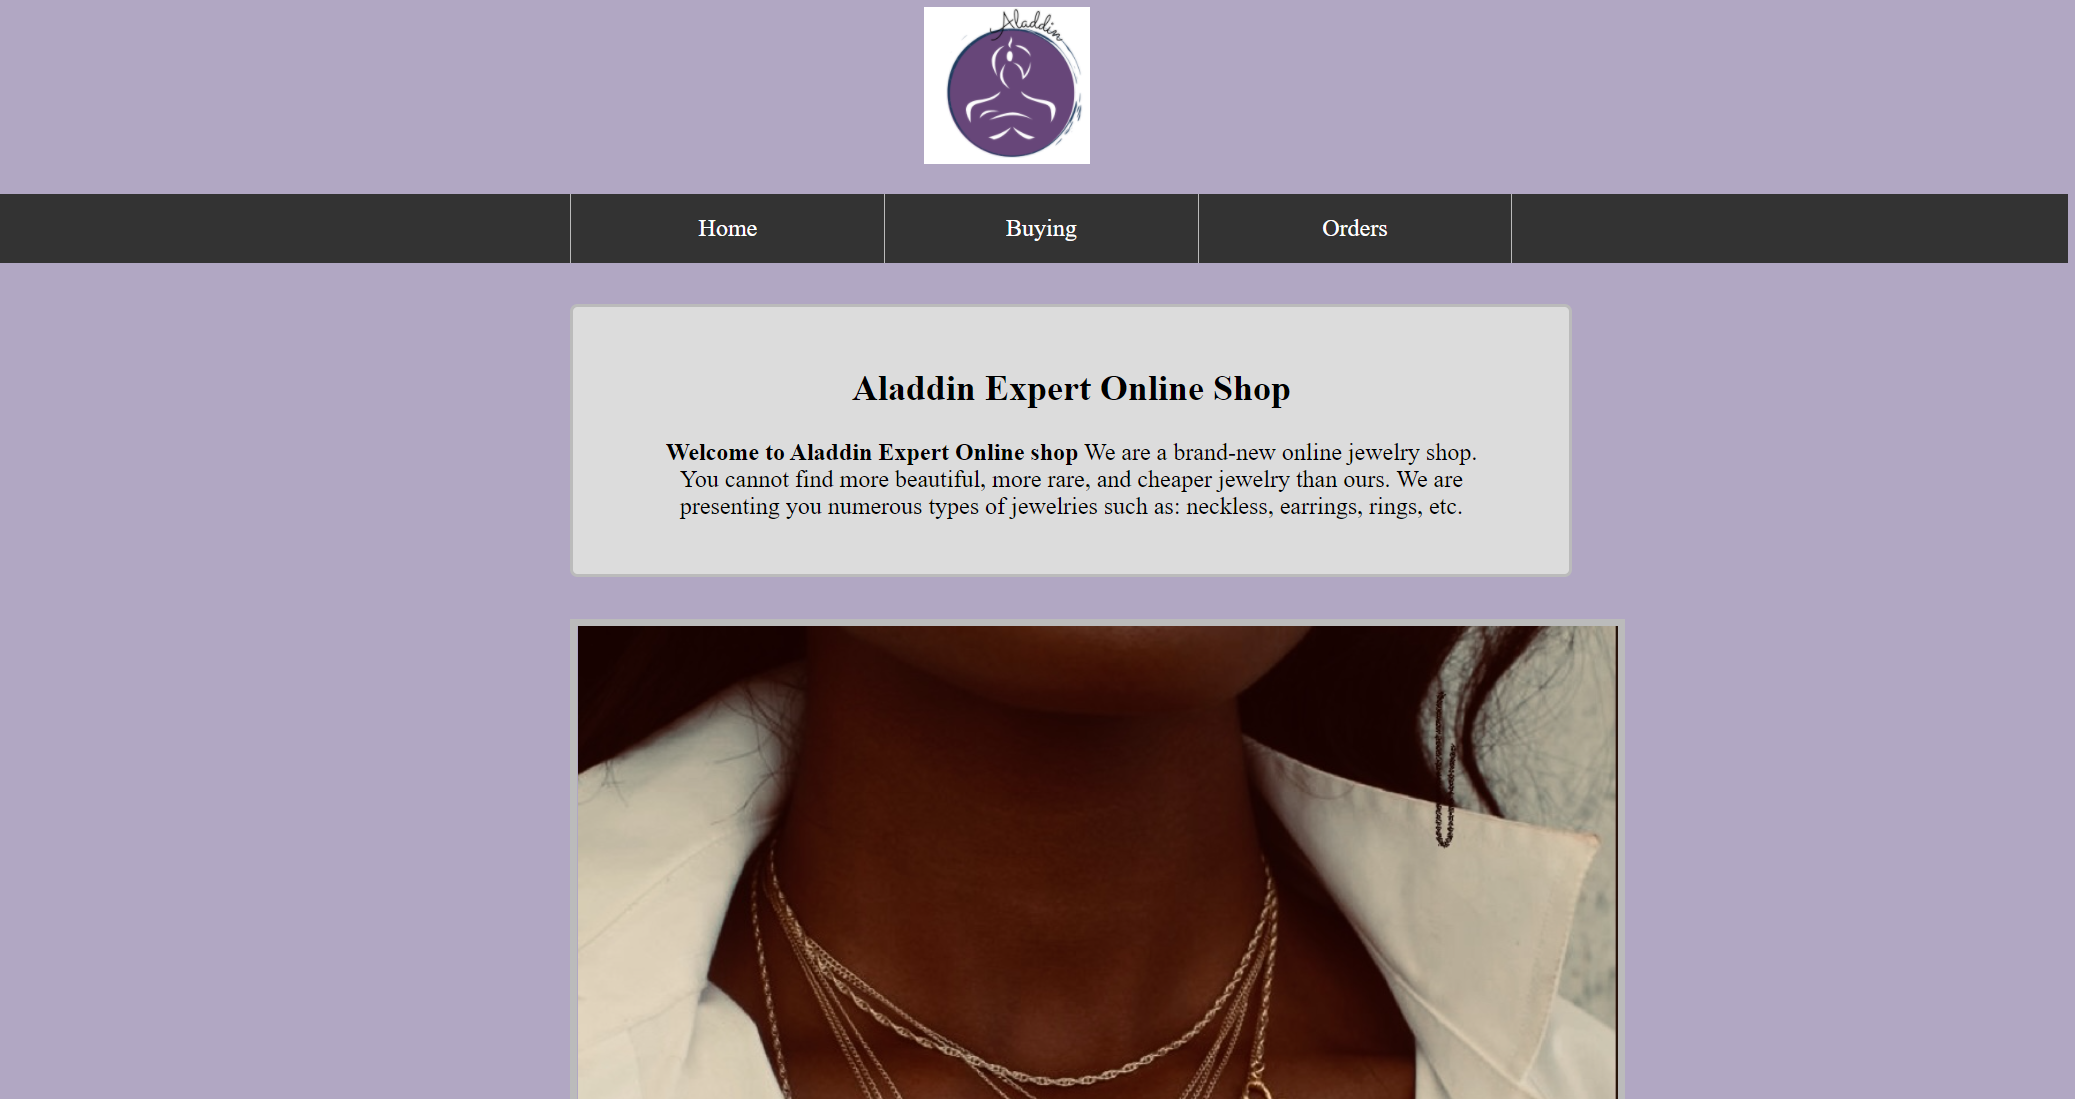 Aladdin
Home
Buying
Orders
Aladdin Expert Online Shop
Welcome to Aladdin Expert Online shop We are a brand-new online jewelry shop.
You cannot find more beautiful, more rare, and cheaper jewelry than ours. We are
presenting you numerous types of jewelries such as: neckless, earrings, rings, etc.